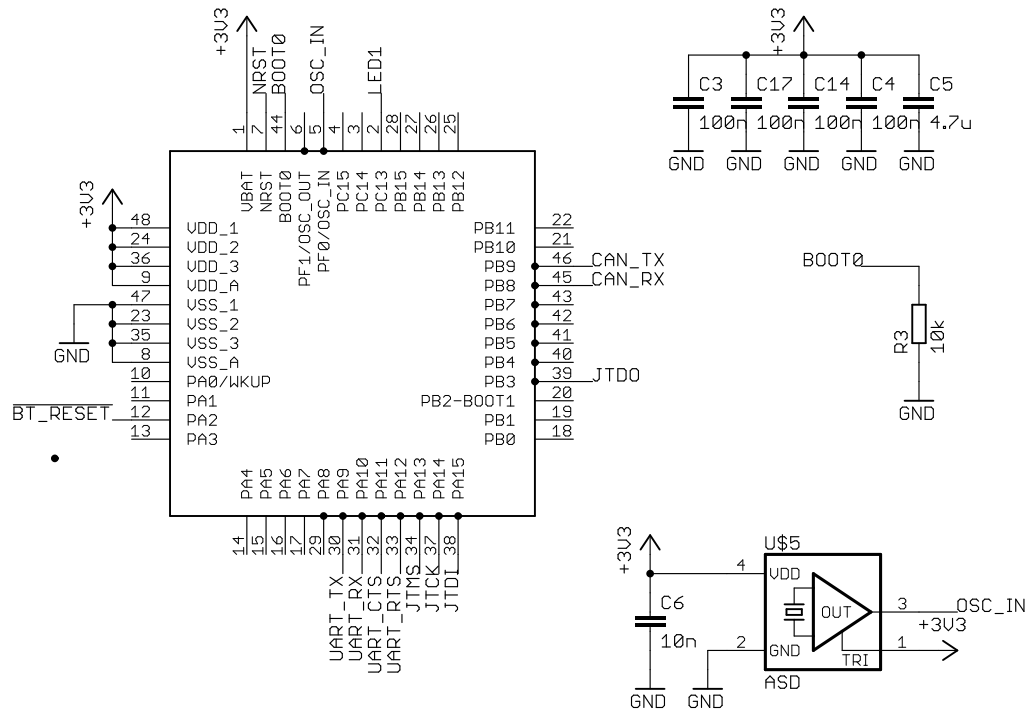 +3V3
NRST
BOOT0
OSC_IN
LED1
1
7
44
6
5
4
3
2
28
27
26
25
VBAT
NRST
BOOT0
PF1/OSC_OUT
PF0/OSC_IN
PC15
PC14
PC13
PB15
PB14
PB13
PB12
+3V3
48 VDD_1
24 VDD_2
36 VDD_3
9 VDD_A
47 VSS_1
23 VSS_2
35 VSS_3
8 VSS_A
GND
10 PA0/WKUP
11 PA1
BT_RESET 12 PA2
13 PA3
PB11 22
PB10 21
PB9 46 CAN_TX
PB8 45 CAN_RX
PB7 43
PB6 42
PB5 41
PB4 40
PB3 39 JTDO
PB2-BOOT1 20
PB1 19
PB0 18
PA4
PA5
PA6
PA7
PA8
PA9
PA10
PA11
PA12
PA13
PA14
PA15
14
15
16
17
29
30
31
32
33
34
37
38
UART_TX
UART_RX
UART_CTS
UART_RTS
JTMS
JTCK
JTDI
+3V3
C3 C17 C14 C4 C5
100n 100n 100n 100n 4.7u
GND GND GND GND GND
BOOT0
R3
10k
GND
+3V3
C6
10n
GND
GND
U$5
4 VDD
2 GND
OUT
TRI
3 OSC_IN
+3V3
1
ASD